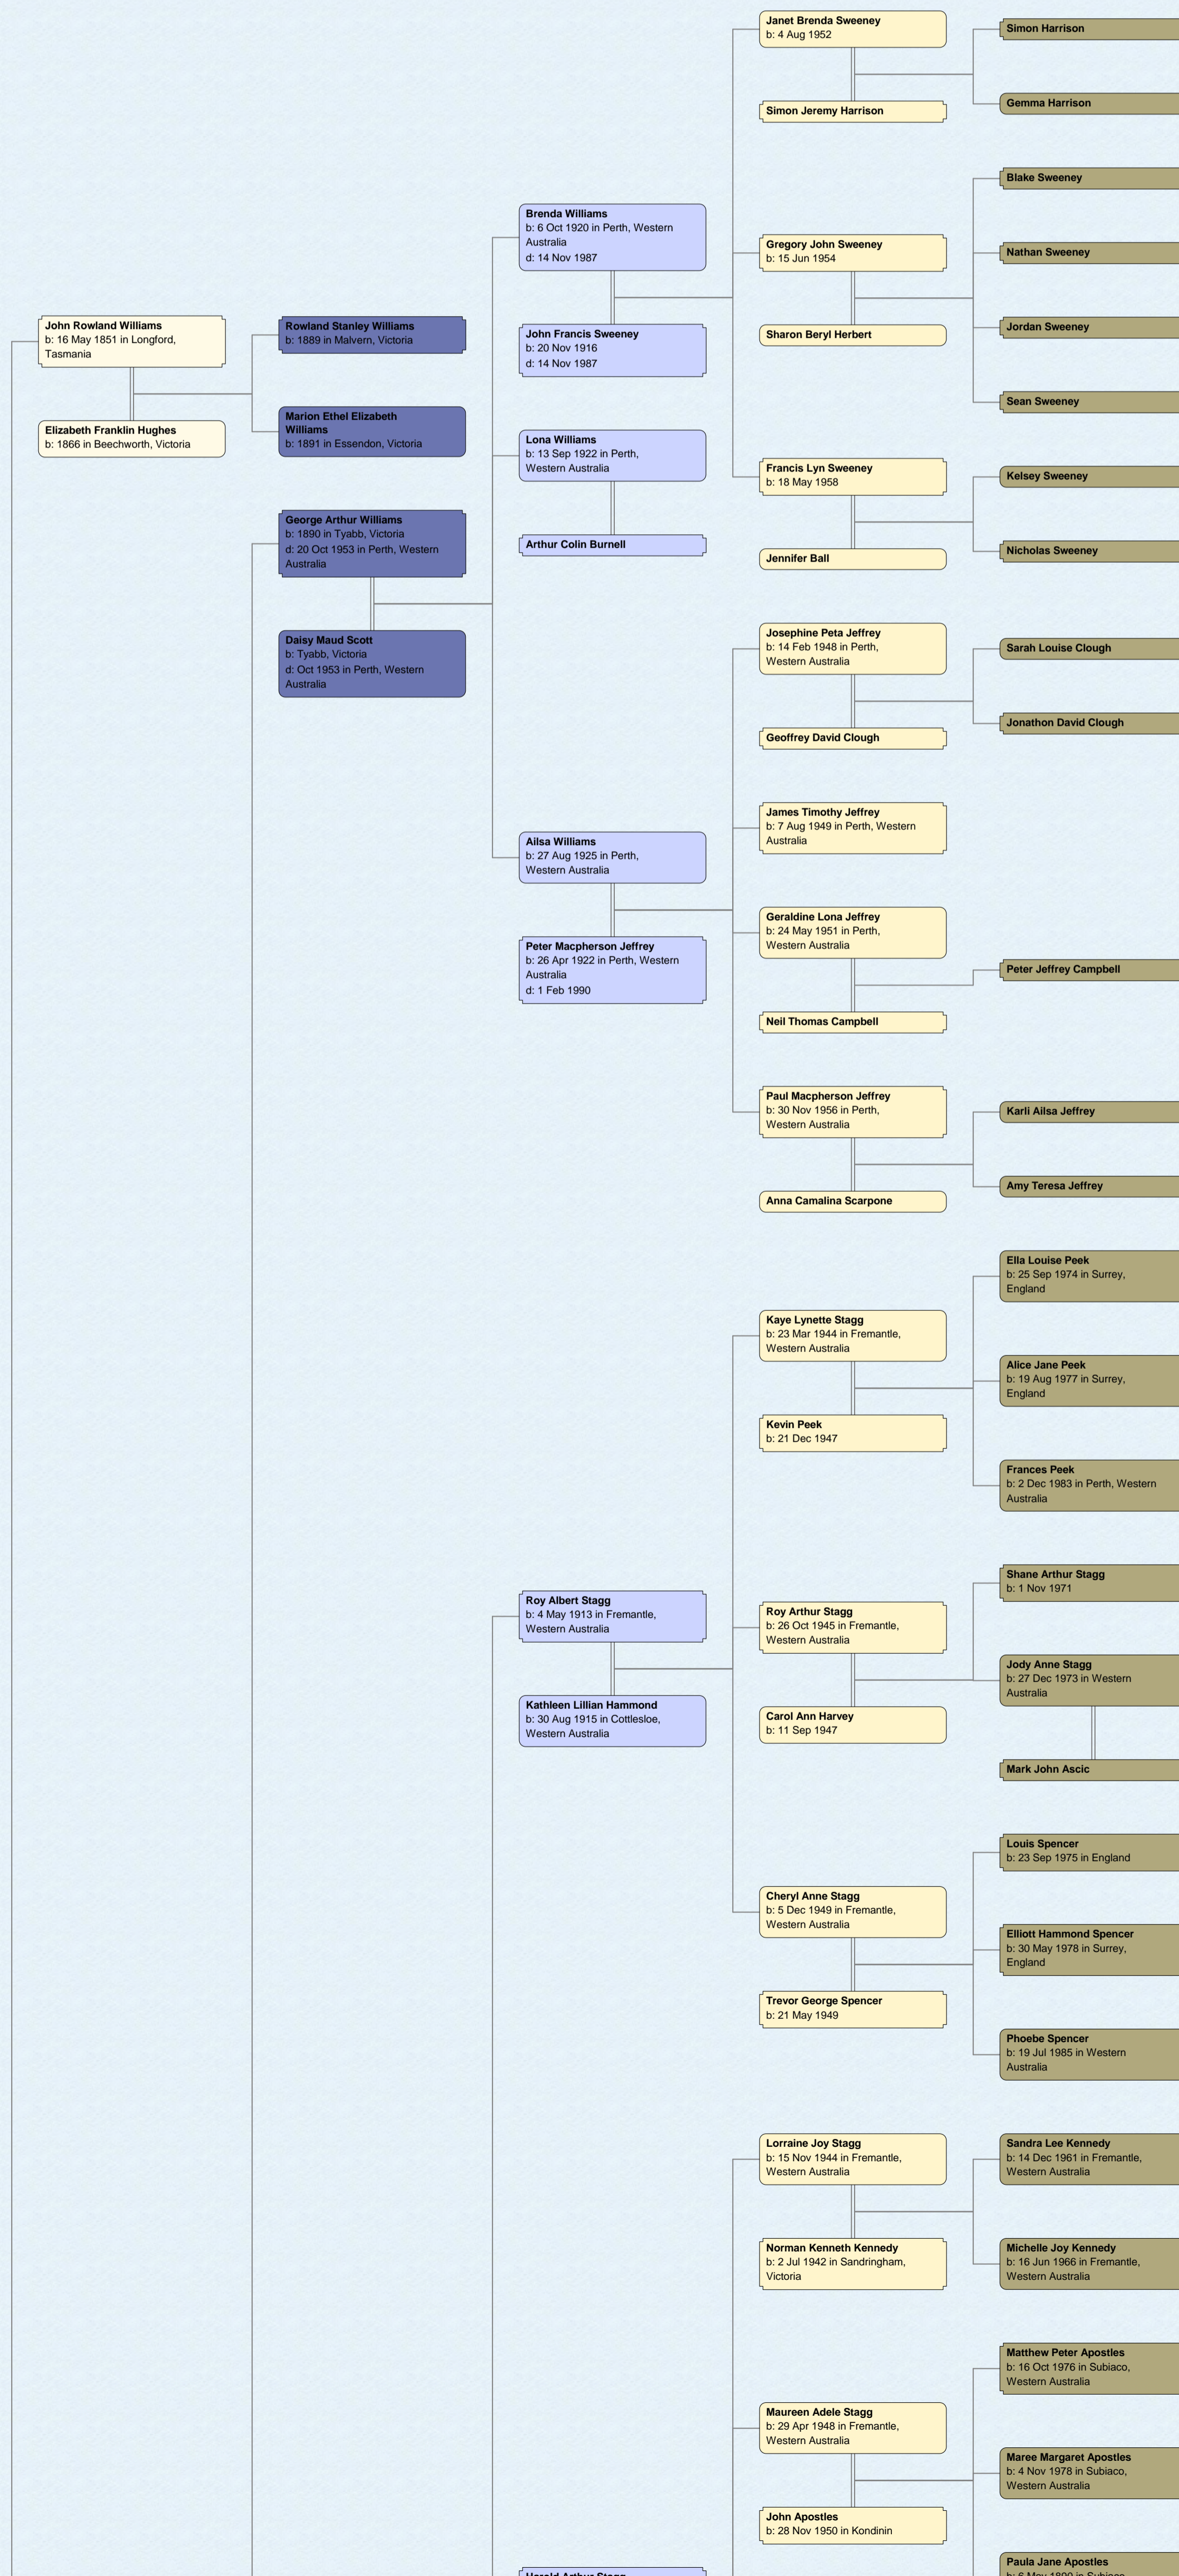 John Rowland Williams
b: 16 May 1851 in Longford,
Tasmania
Elizabeth Franklin Hughes
b: 1866 in Beechworth, Victoria
Rowland Stanley Williams
b: 1889 in Malvern, Victoria
Marion Ethel Elizabeth
Williams
b: 1891 in Essendon, Victoria
George Arthur Williams
b: 1890 in Tyabb, Victoria
d: 20 Oct 1953 in Perth, Western
Australia
Daisy Maud Scott
b: Tyabb, Victoria
d: Oct 1953 in Perth, Western
Australia
Brenda Williams
b: 6 Oct 1920 in Perth, Western
Australia
d: 14 Nov 1987
John Francis Sweeney
b: 20 Nov 1916
d: 14 Nov 1987
Lona Williams
b: 13 Sep 1922 in Perth,
Western Australia
Arthur Colin Burnell
Ailsa Williams
b: 27 Aug 1925 in Perth,
Western Australia
Peter Macpherson Jeffrey
b: 26 Apr 1922 in Perth, Western
Australia
d: 1 Feb 1990
Roy Albert Stagg
b: 4 May 1913 in Fremantle,
Western Australia
Kathleen Lillian Hammond
b: 30 Aug 1915 in Cottlesloe,
Western Australia
Harold Arthur Stagg
Janet Brenda Sweeney
b: 4 Aug 1952
Simon Jeremy Harrison
Gregory John Sweeney
b: 15 Jun 1954
Sharon Beryl Herbert
Francis Lyn Sweeney
b: 18 May 1958
Jennifer Ball
Josephine Peta Jeffrey
b: 14 Feb 1948 in Perth,
Western Australia
Geoffrey David Clough
James Timothy Jeffrey
b: 7 Aug 1949 in Perth, Western
Australia
Geraldine Lona Jeffrey
b: 24 May 1951 in Perth,
Western Australia
Neil Thomas Campbell
Paul Macpherson Jeffrey
b: 30 Nov 1956 in Perth,
Western Australia
Anna Camalina Scarpone
Kaye Lynette Stagg
b: 23 Mar 1944 in Fremantle,
Western Australia
Kevin Peek
b: 21 Dec 1947
Roy Arthur Stagg
b: 26 Oct 1945 in Fremantle,
Western Australia
Carol Ann Harvey
b: 11 Sep 1947
Cheryl Anne Stagg
b: 5 Dec 1949 in Fremantle,
Western Australia
Trevor George Spencer
b: 21 May 1949
Lorraine Joy Stagg
b: 15 Nov 1944 in Fremantle,
Western Australia
Norman Kenneth Kennedy
b: 2 Jul 1942 in Sandringham,
Victoria
Maureen Adele Stagg
b: 29 Apr 1948 in Fremantle,
Western Australia
John Apostles
b: 28 Nov 1950 in Kondinin
Simon Harrison
Gemma Harrison
Blake Sweeney
Nathan Sweeney
Jordan Sweeney
Sean Sweeney
Kelsey Sweeney
Nicholas Sweeney
Sarah Louise Clough
Jonathon David Clough
Peter Jeffrey Campbell
Karli Ailsa Jeffrey
Amy Teresa Jeffrey
Ella Louise Peek
b: 25 Sep 1974 in Surrey,
England
Alice Jane Peek
b: 19 Aug 1977 in Surrey,
England
Frances Peek
b: 2 Dec 1983 in Perth, Western
Australia
Shane Arthur Stagg
b: 1 Nov 1971
Jody Anne Stagg
b: 27 Dec 1973 in Western
Australia
Mark John Ascic
Louis Spencer
b: 23 Sep 1975 in England
Elliott Hammond Spencer
b: 30 May 1978 in Surrey,
England
Phoebe Spencer
b: 19 Jul 1985 in Western
Australia
Sandra Lee Kennedy
b: 14 Dec 1961 in Fremantle,
Western Australia
Michelle Joy Kennedy
b: 16 Jun 1966 in Fremantle,
Western Australia
Matthew Peter Apostles
b: 16 Oct 1976 in Subiaco,
Western Australia
Maree Margaret Apostles
b: 4 Nov 1978 in Subiaco,
Western Australia
Paula Jane Apostles
b: 6 May 1890 in Subiaco,